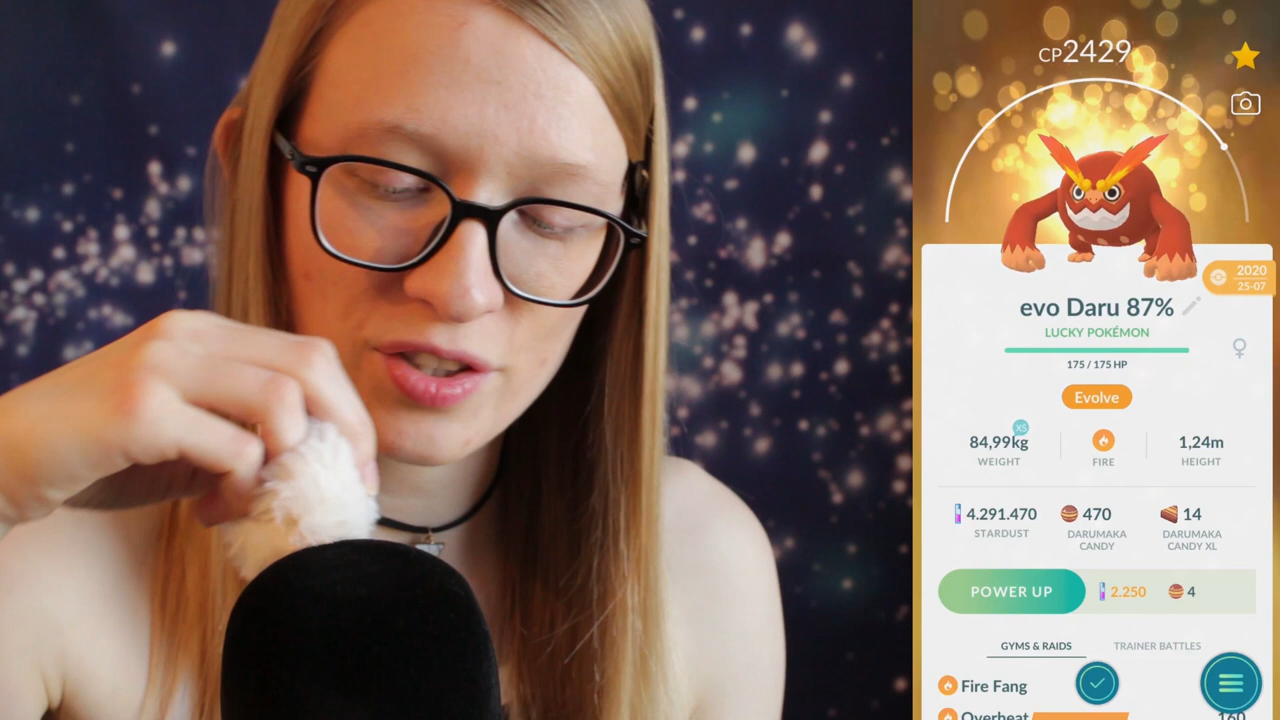 CP2429
2020
25-07
evo Daru 87%
LUCKY POKÉMON
175 / 175 HP
Evolve
XS
84,99kg
WEIGHT
FIRE
1,24m
HEIGHT
4.291.470
STARDUST
470
DARUMAKA
CANDY
14
DARUMAKA
CANDY XL
POWER UP
2.250
4
GYMS & RAIDS
TRAINER BATTLES
Fire Fang
Overheat
160